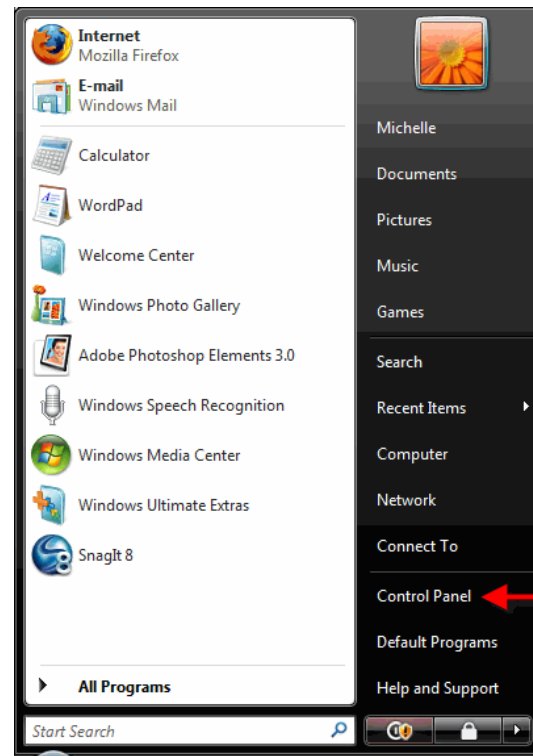 Internet
Mozilla Firefox
E-mail
Windows Mail
Calculator
WordPad
Welcome Center
Windows Photo Gallery
Adobe Photoshop Elements 3.0
Windows Speech Recognition
Windows Media Center
Windows Ultimate Extras
SnagIt 8
All Programs
Start Search
Michelle
Documents
Pictures
Music
Games
Search
Recent Items
Computer
Network
Connect To
Control Panel
Default Programs
Help and Support